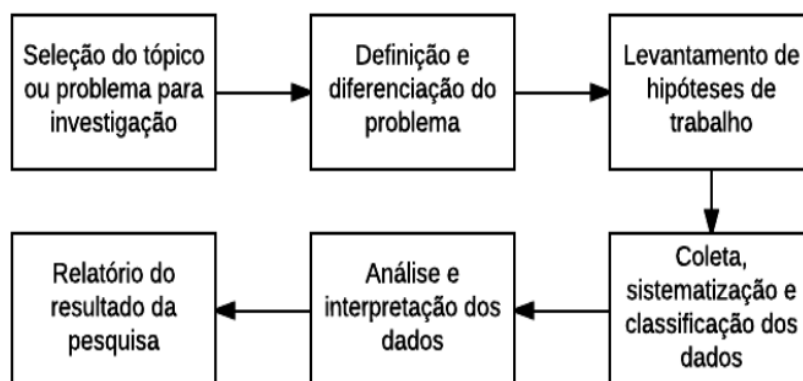 Seleção do tópico
ou problema para
investigação
Definição e
diferenciação do
problema
Levantamento de
hipóteses de
trabalho
Coleta,
sistematização e
classificação dos
dados
Análise e
interpretação dos
dados
Relatório do
resultado da
pesquisa